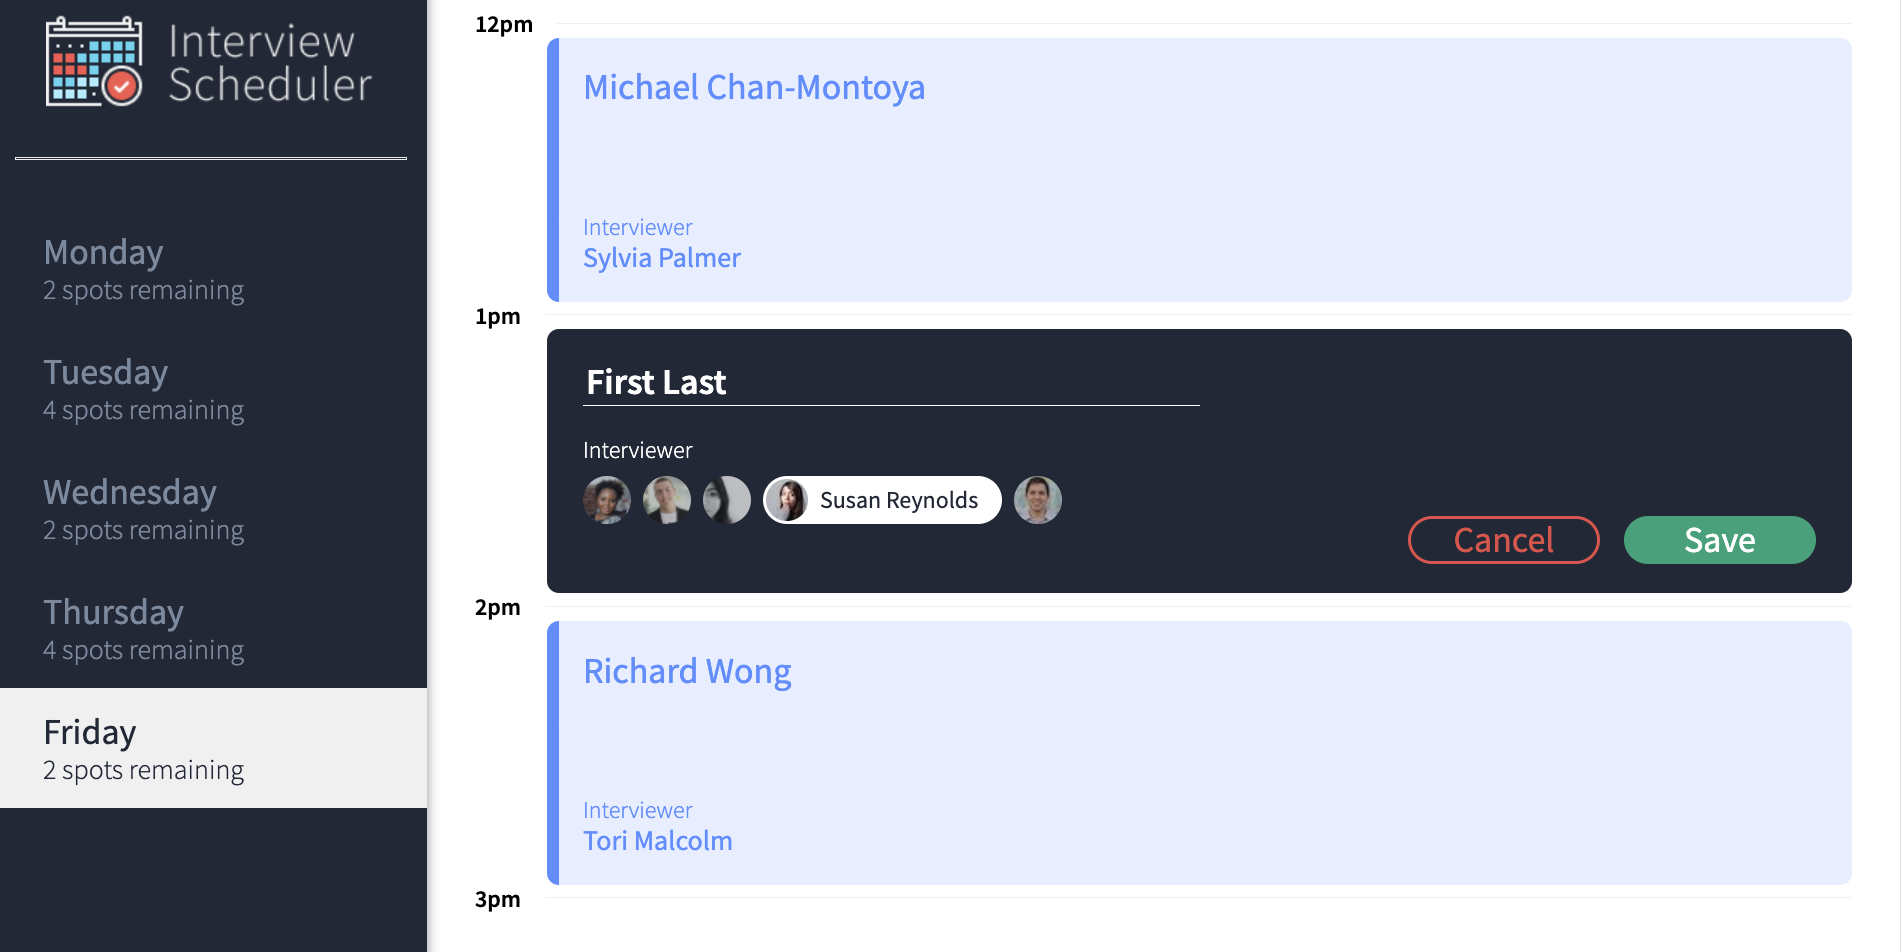 Interview
Scheduler
Monday
2 spots remaining
Tuesday
4 spots remaining
Wednesday
2 spots remaining
Thursday
4 spots remaining
Friday
2 spots remaining
12pm
Michael Chan-Montoya
Interviewer
Sylvia Palmer
1pm
First Last
Interviewer
Susan Reynolds
Cancel
Save
2pm
Richard Wong
Interviewer
Tori Malcolm
3pm